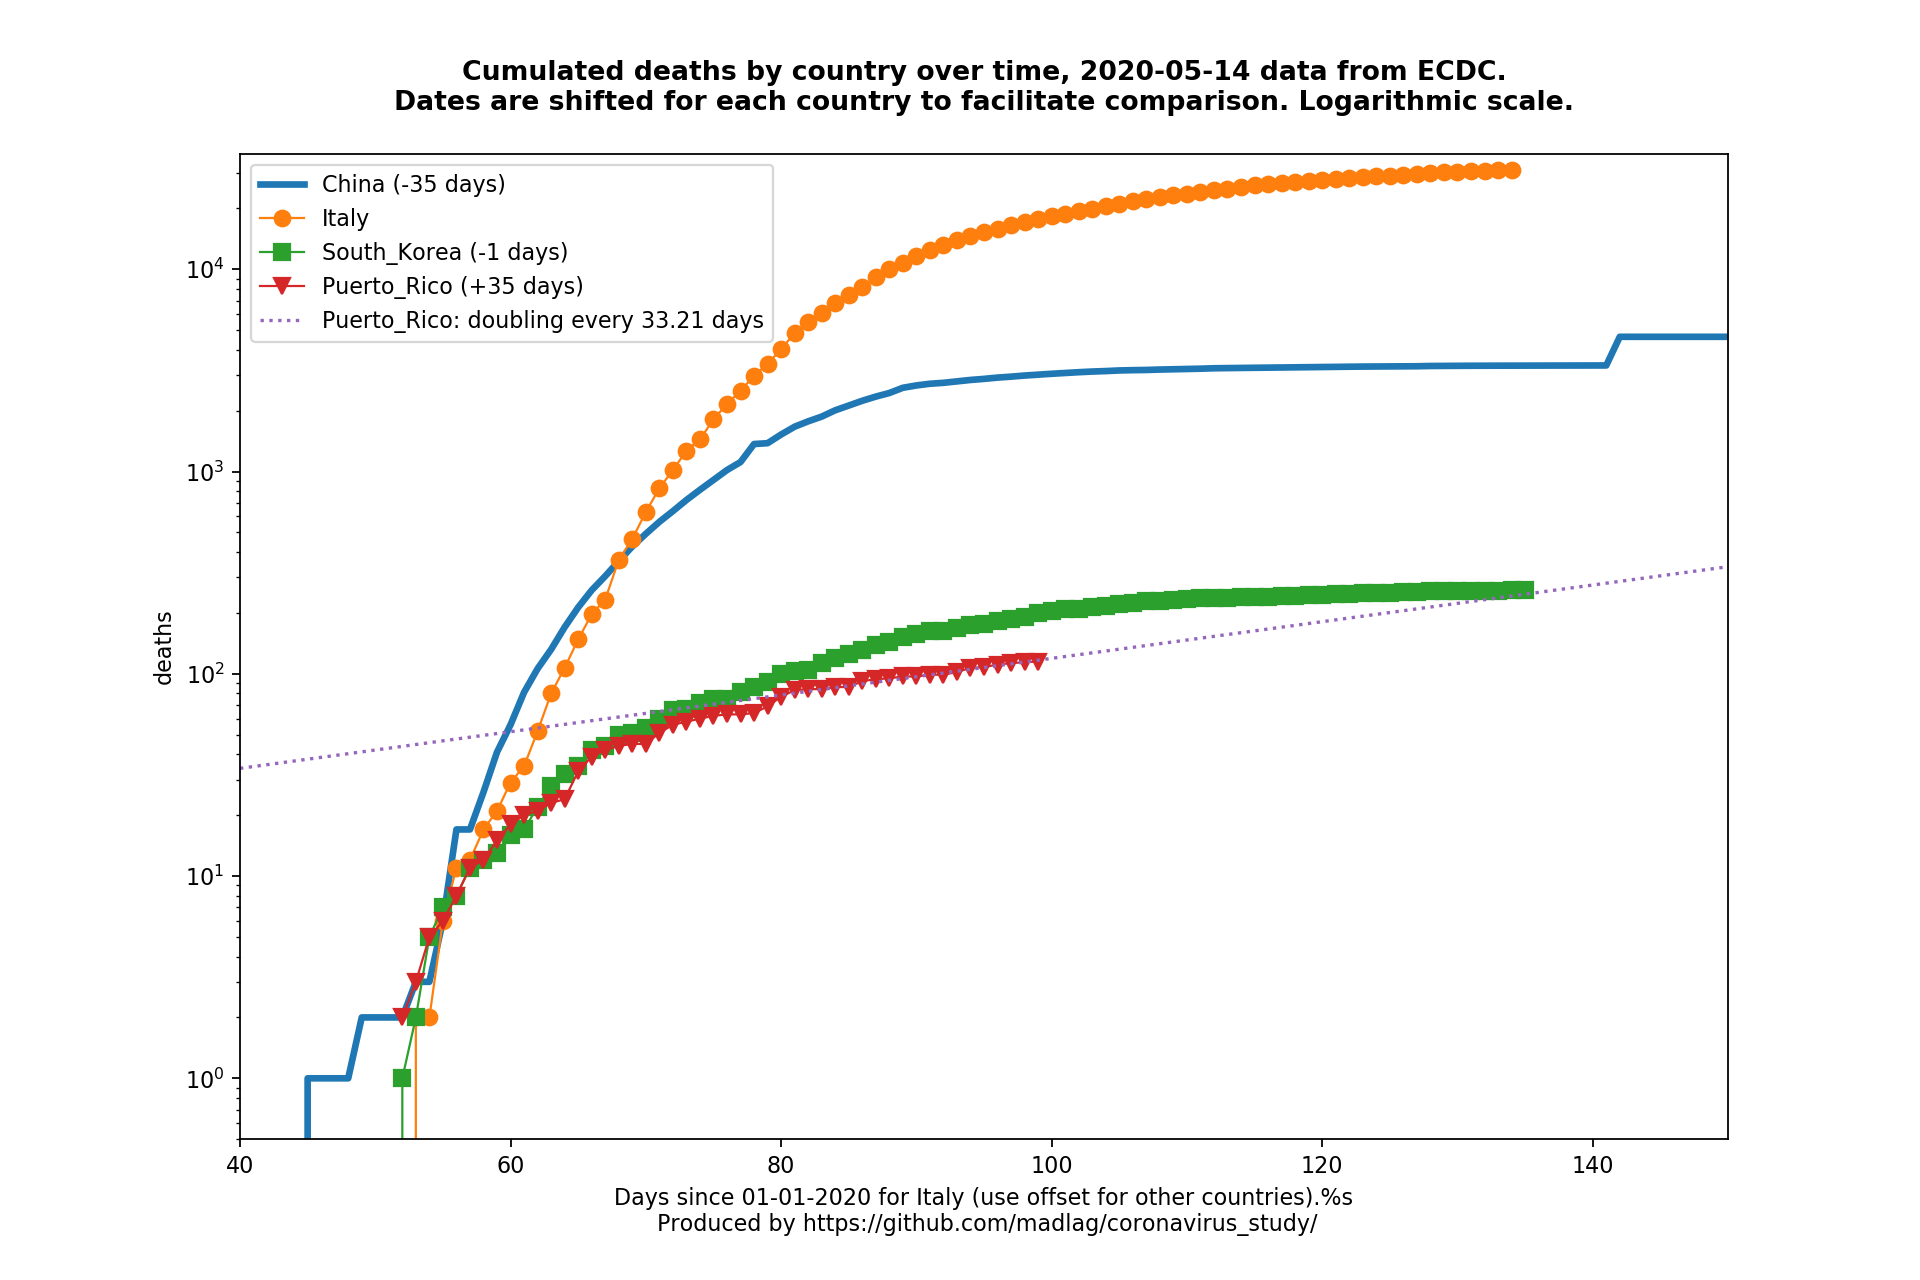 Cumulated deaths by country over time, 2020-05-14 data from ECDC.
Dates are shifted for each country to facilitate comparison. Logarithmic scale.
China (-35 days)
Italy
South_Korea (-1 days)
Puerto_Rico (+35 days)
Puerto_Rico: doubling every 33.21 days
deaths
10⁴
10³
10²
10¹
10⁰
40 60 80 100 120 140
Days since 01-01-2020 for Italy (use offset for other countries).%s
Produced by https://github.com/madlag/coronavirus_study/